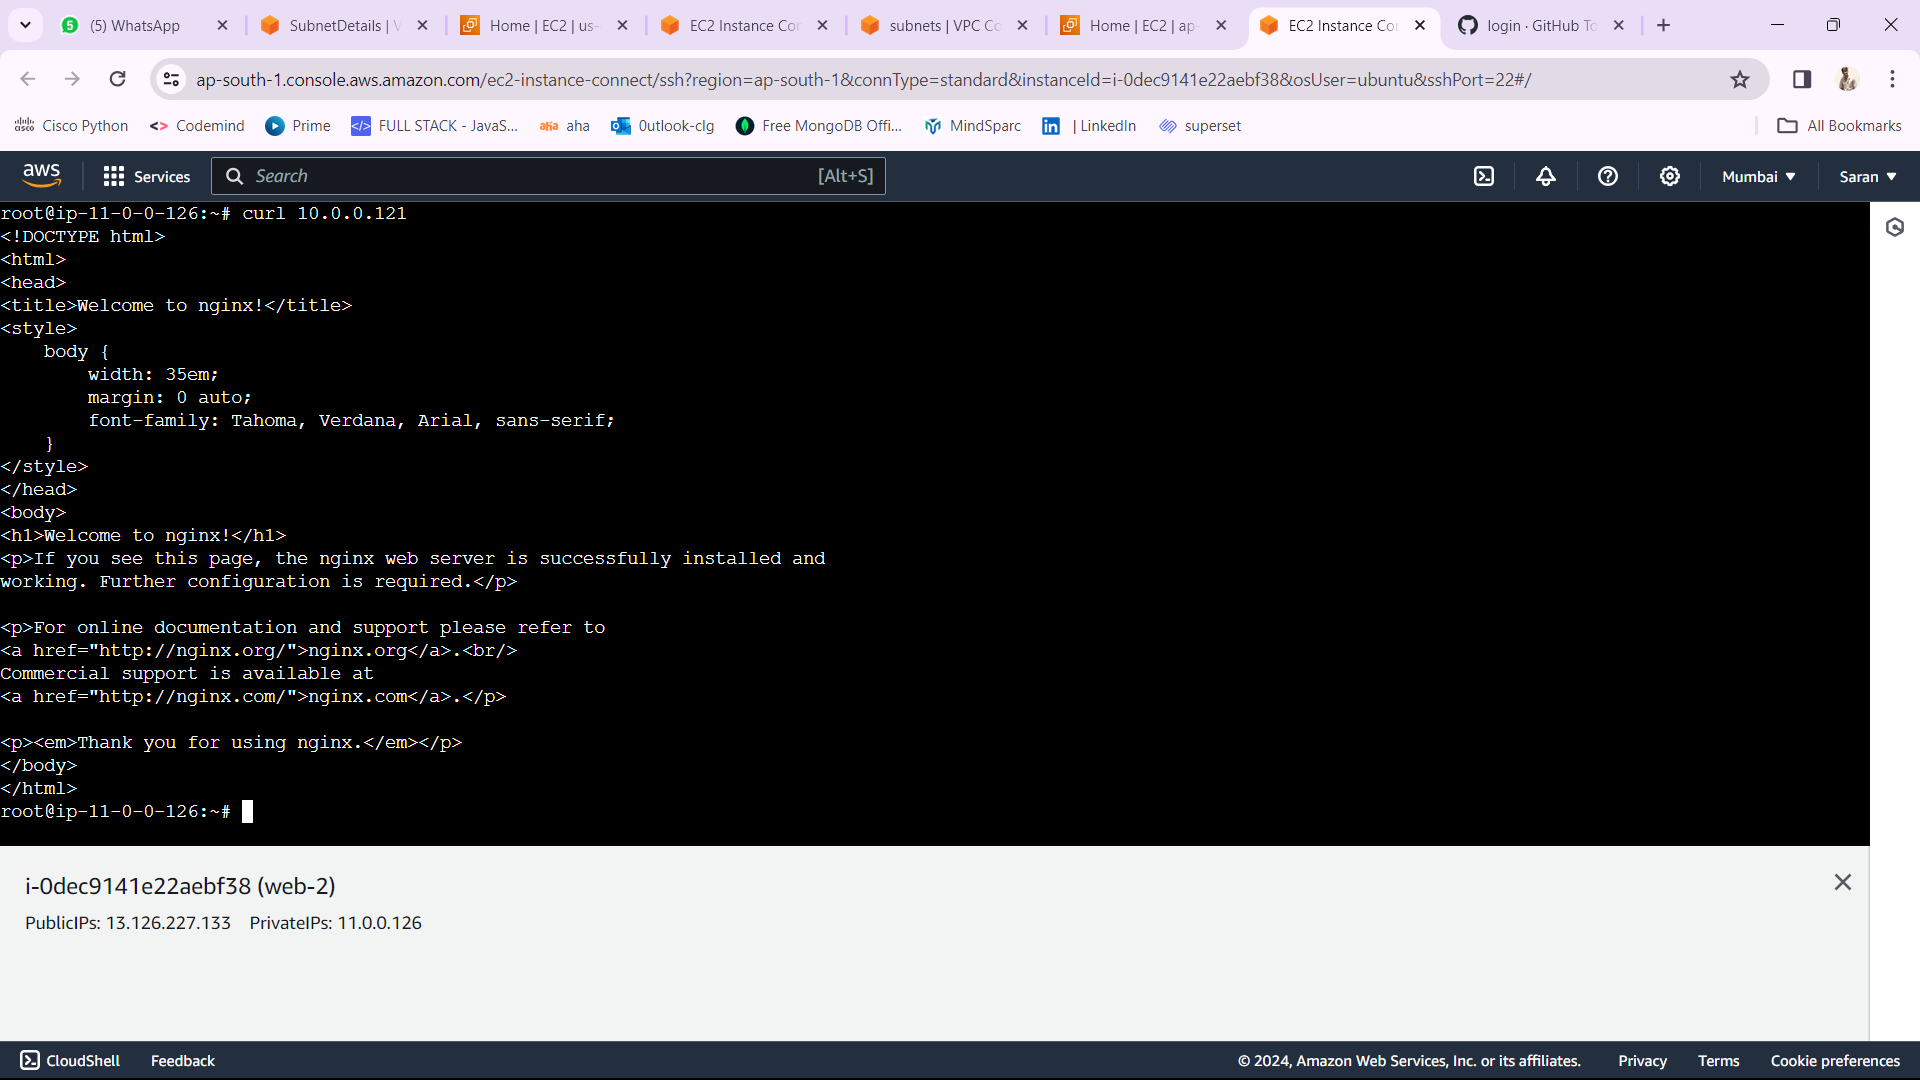 (5) WhatsApp
SubnetDetails | V
Home | EC2 | us-
EC2 Instance Con
subnets | VPC Co
Home | EC2 | ap-
EC2 Instance Con
login · GitHub To
ap-south-1.console.aws.amazon.com/ec2-instance-connect/ssh?region=ap-south-1&connType=standard&instanceId=i-0dec9141e22aebf38&osUser=ubuntu&sshPort=22#/
Cisco Python
Codemind
Prime
FULL STACK - JavaS...
aha
0utlook-clg
Free MongoDB Offi...
MindSparc
| LinkedIn
superset
All Bookmarks
aws
Services
Search
[Alt+S]
Mumbai
Saran
root@ip-11-0-0-126:~# curl 10.0.0.121
<!DOCTYPE html>
<html>
<head>
<title>Welcome to nginx!</title>
<style>
    body {
        width: 35em;
        margin: 0 auto;
        font-family: Tahoma, Verdana, Arial, sans-serif;
    }
</style>
</head>
<body>
<h1>Welcome to nginx!</h1>
<p>If you see this page, the nginx web server is successfully installed and
working. Further configuration is required.</p>

<p>For online documentation and support please refer to
<a href="http://nginx.org/">nginx.org</a>.<br/>
Commercial support is available at
<a href="http://nginx.com/">nginx.com</a>.</p>

<p><em>Thank you for using nginx.</em></p>
</body>
</html>
root@ip-11-0-0-126:~#
i-0dec9141e22aebf38 (web-2)
PublicIPs: 13.126.227.133 PrivateIPs: 11.0.0.126
CloudShell
Feedback
© 2024, Amazon Web Services, Inc. or its affiliates.
Privacy
Terms
Cookie preferences